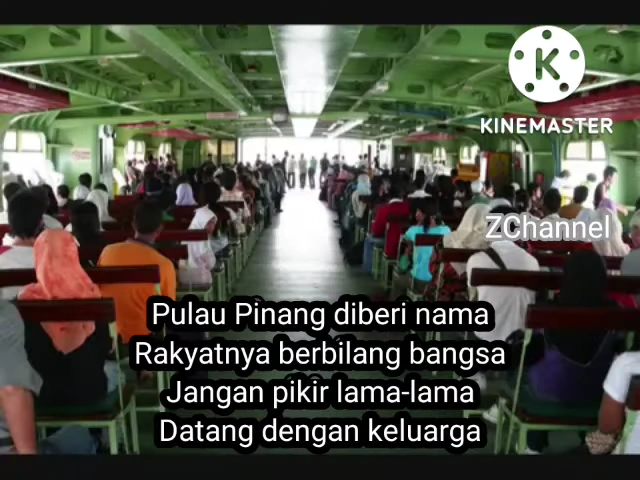 KINEMASTER
ZChannel
Pulau Pinang diberi nama
Rakyatnya berbilang bangsa
Jangan pikir lama-lama
Datang dengan keluarga